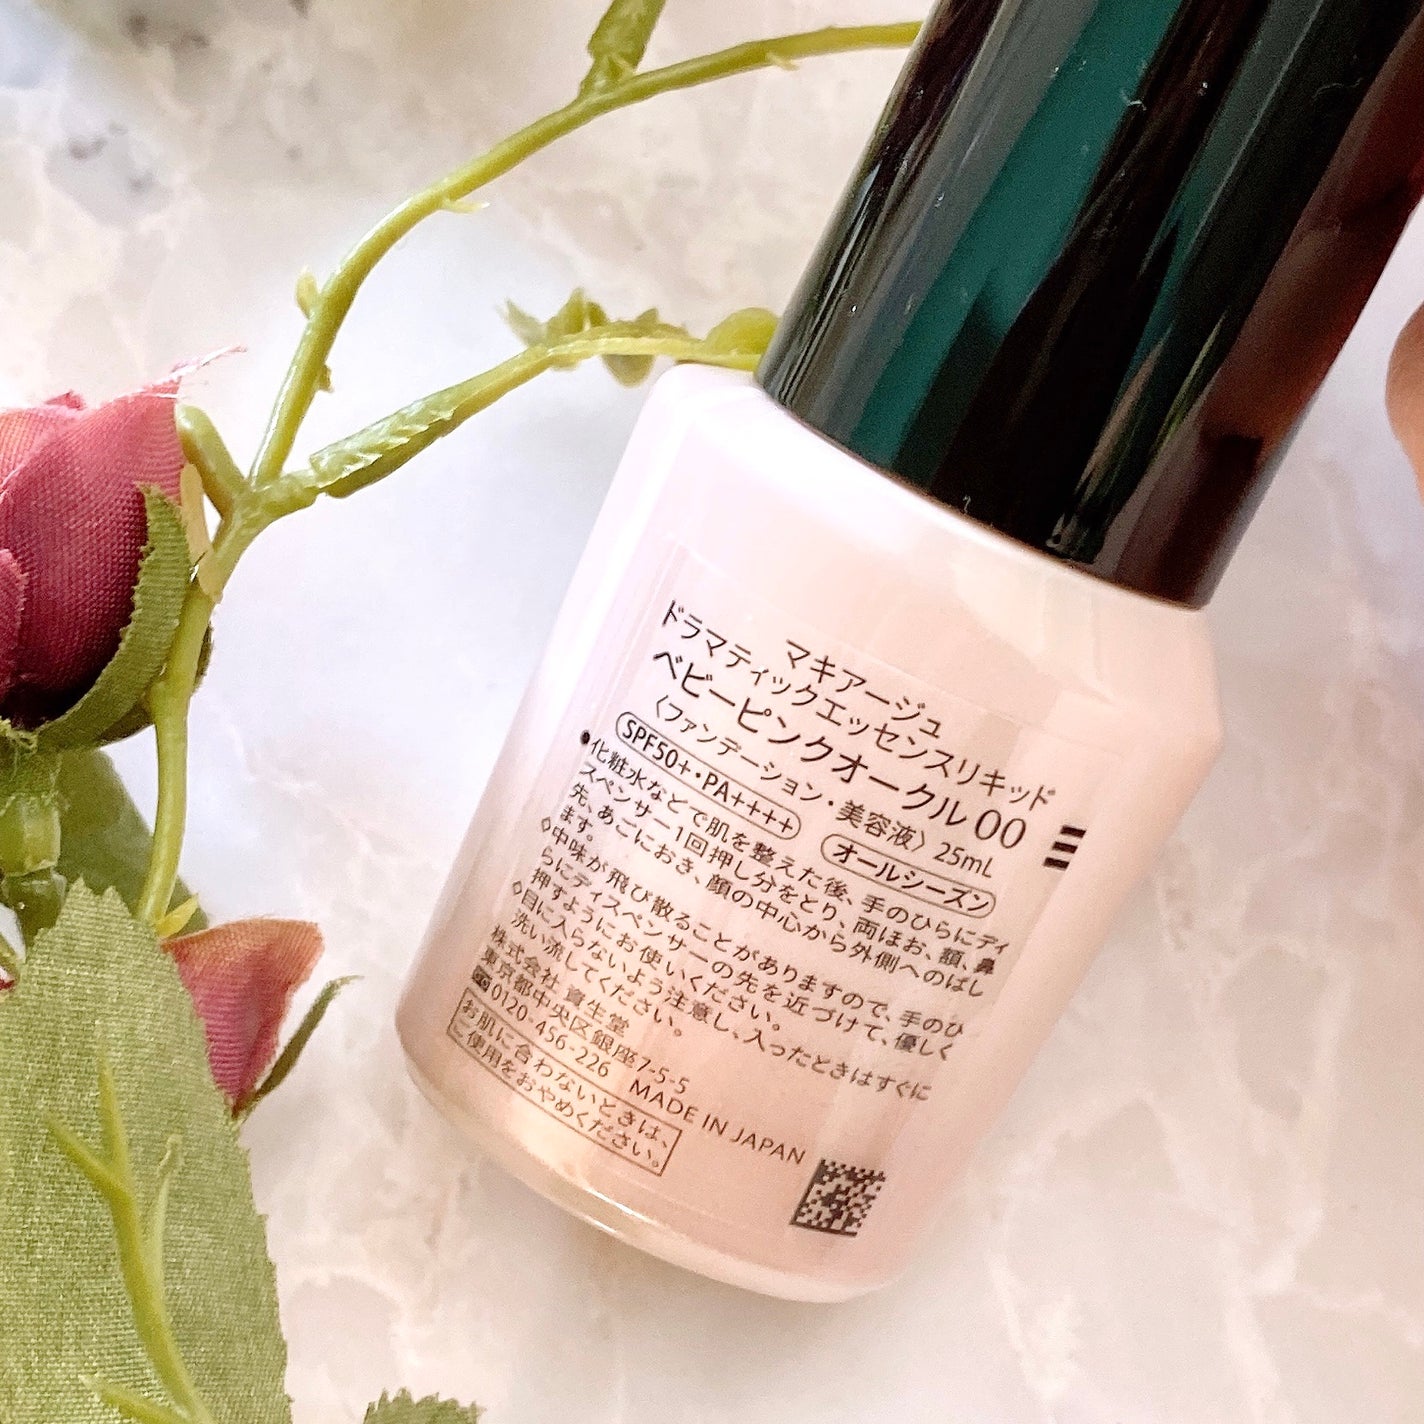 マキアージュ
ドラマティックエッセンスリキッド
ベビーピンクオークル 00
〈ファンデーション・美容液〉 25mL
SPF50+・PA++++ オールシーズン
●化粧水などで肌を整えた後、手のひらにディ
スペンサー1回押し分をとり、両ほお、額、鼻
先、あごにおき、顔の中心から外側へのばし
ます。
◇中味が飛び散ることがありますので、手のひ
らにディスペンサーの先を近づけて、優しく
押すようにお使いください。
◇目に入らないよう注意し、入ったときはすぐに
洗い流してください。
株式会社 資生堂
東京都中央区銀座7-5-5
0120-456-226 MADE IN JAPAN
お肌に合わないときは、
ご使用をおやめください。